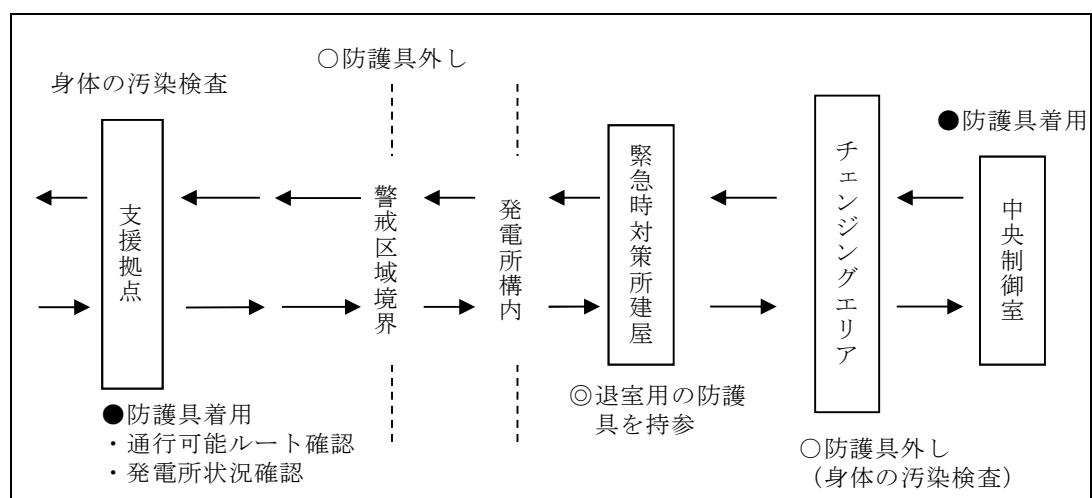 ○防護具外し
身体の汚染検査
●防護具着用
支援拠点
警戒区域境界
発電所構内
緊急時対策所建屋
チェンジングエリア
中央制御室
●防護具着用
・通行可能ルート確認
・発電所状況確認
◎退室用の防護
具を持参
○防護具外し
(身体の汚染検査)